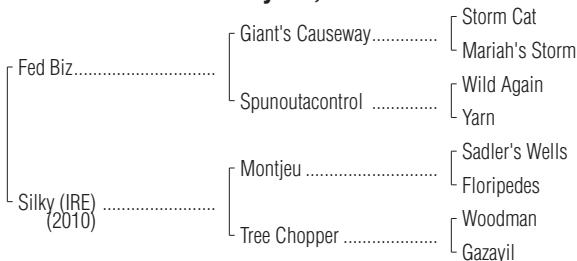 Storm Cat
Giant's Causeway..............
Mariah's Storm
Fed Biz..............................
Wild Again
Spunoutacontrol ..............
Yarn
Sadler's Wells
Montjeu ............................
Floripedes
Silky (IRE) ........................
(2010)
Woodman
Tree Chopper ....................
Gazayil